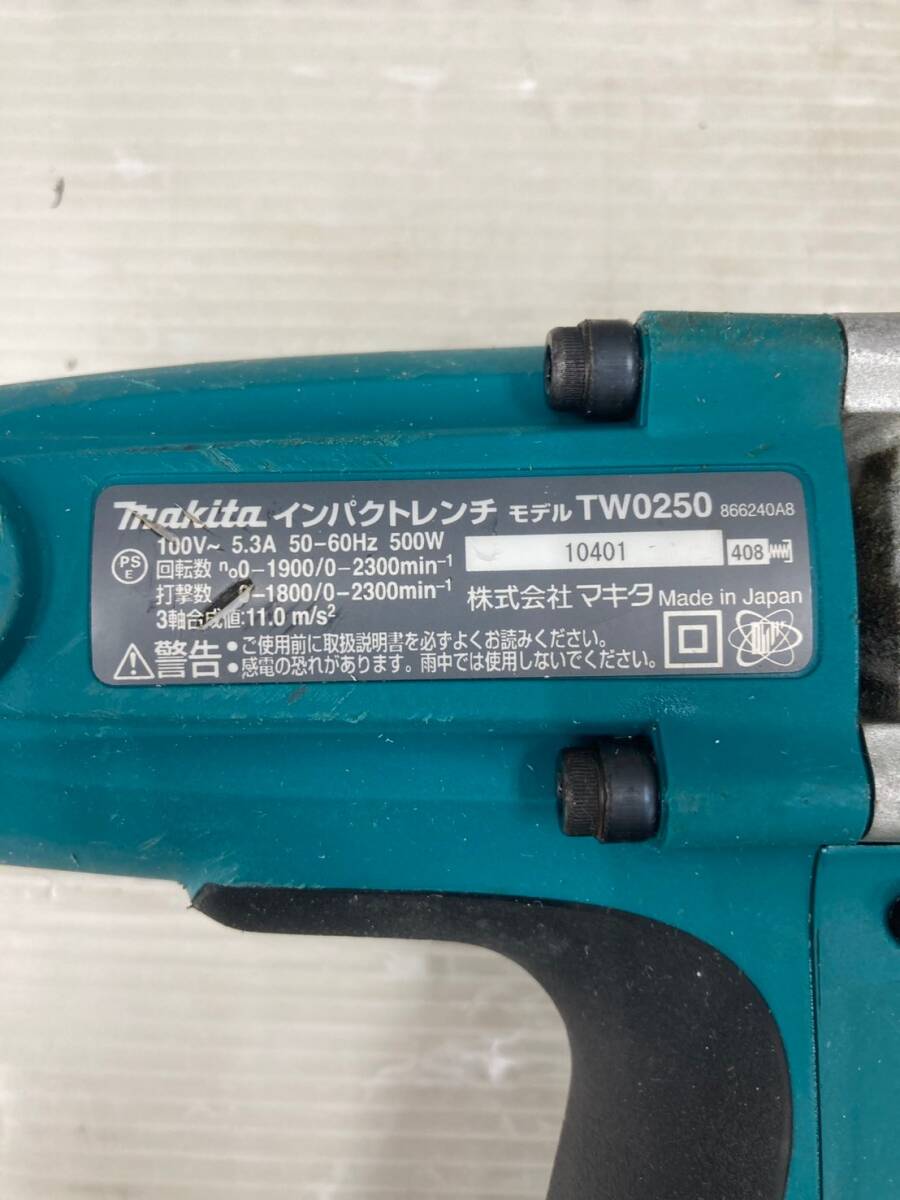 makita インパクトレンチ モデル TW0250 866240A8
PS E
100V～ 5.3A 50-60Hz 500W
回転数 n₀0-1900/0-2300min⁻¹
打撃数 0-1800/0-2300min⁻¹
3軸合成値:11.0 m/s²
10401
408
株式会社 マキタ Made in Japan
警告: ご使用前に取扱説明書を必ずよくお読みください。
感電の恐れがあります。雨中では使用しないでください。